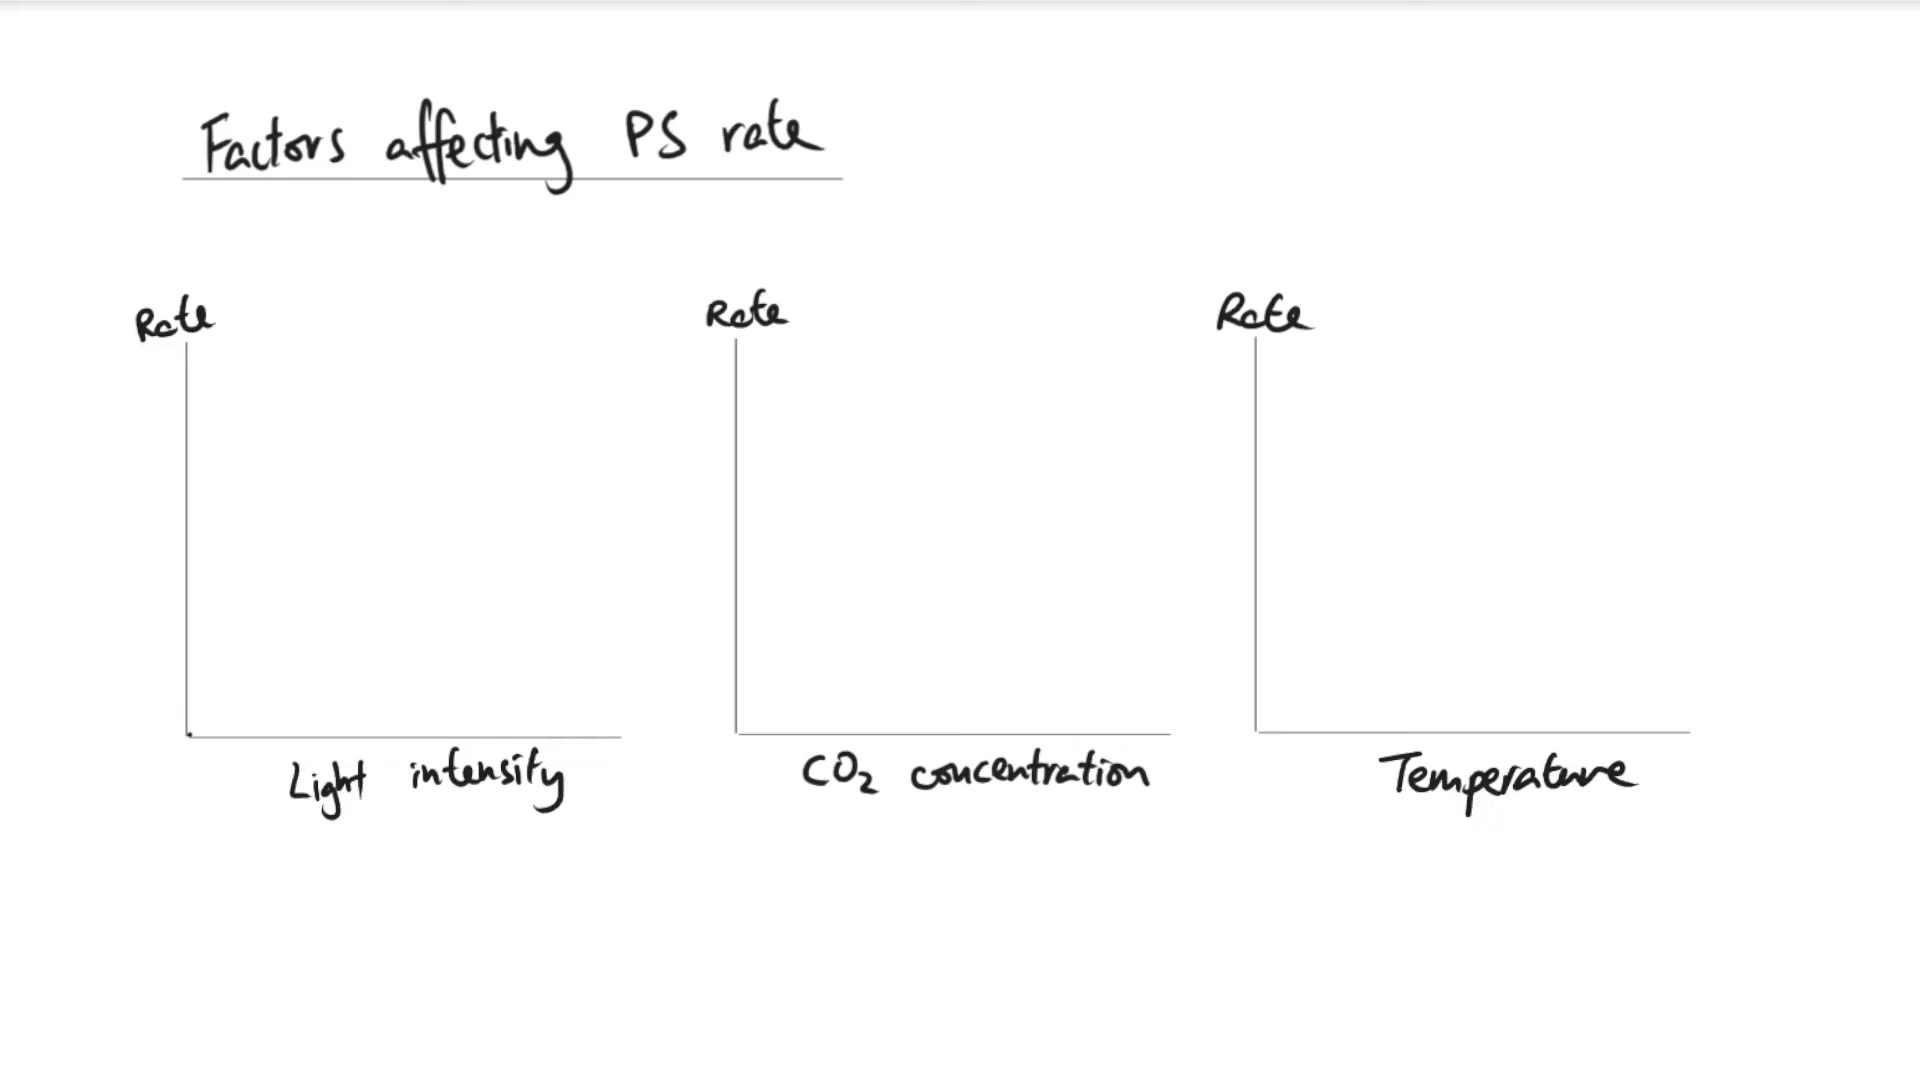 Factors affecting PS rate
Rate
Rate
Rate
Light intensity
CO₂ concentration
Temperature